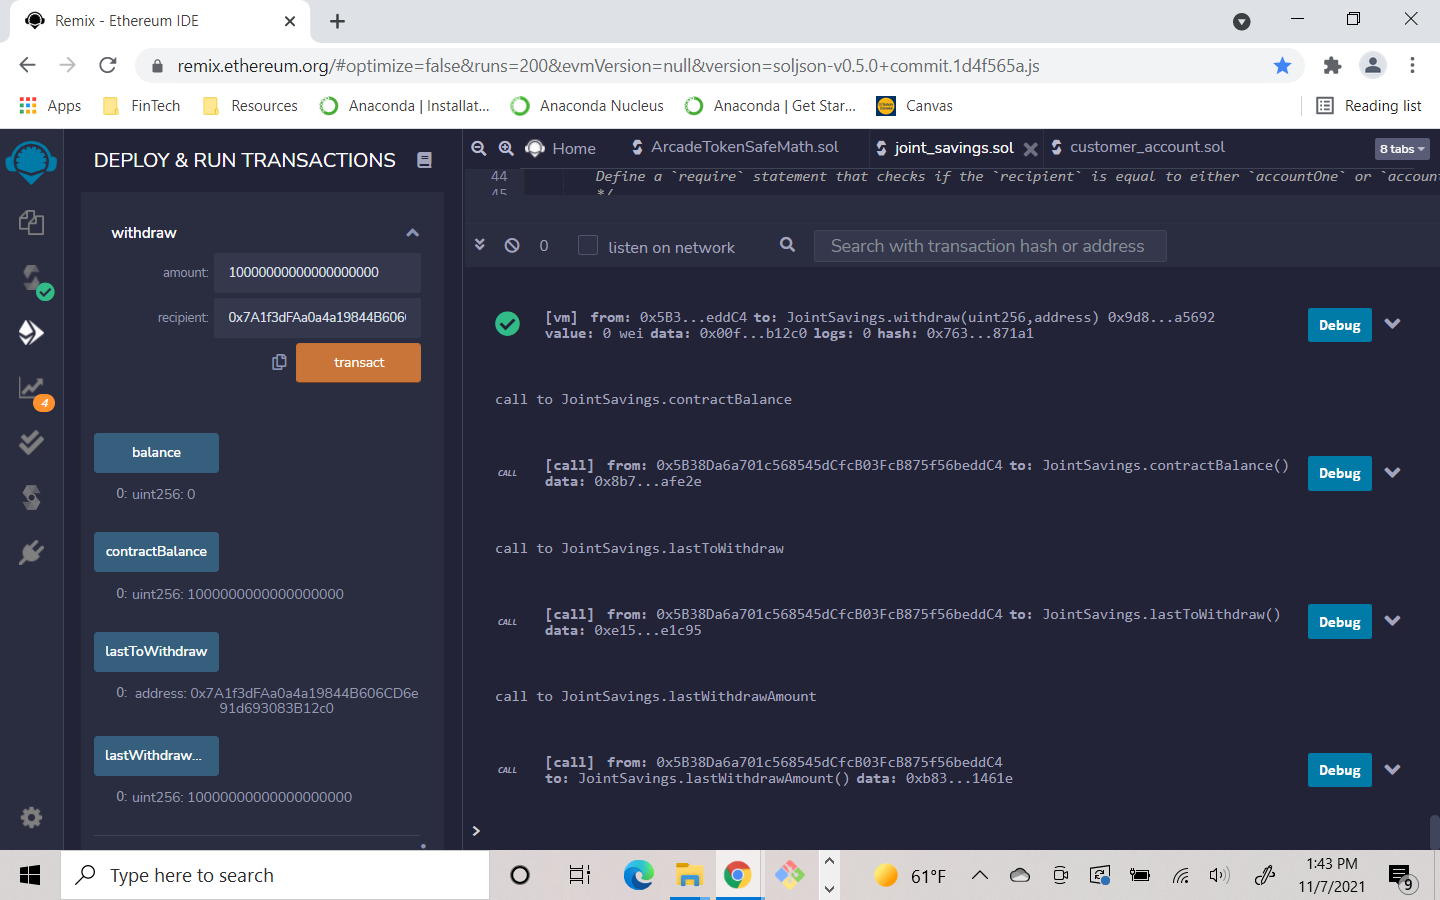 Remix - Ethereum IDE
remix.ethereum.org/#optimize=false&runs=200&evmVersion=null&version=soljson-v0.5.0+commit.1d4f565a.js
Apps FinTech Resources Anaconda | Installat... Anaconda Nucleus Anaconda | Get Star... Canvas Reading list
DEPLOY & RUN TRANSACTIONS
withdraw
amount: 10000000000000000000
recipient: 0x7A1f3dFAa0a4a19844B606
transact
balance
0: uint256: 0
contractBalance
0: uint256: 1000000000000000000
lastToWithdraw
0: address: 0x7A1f3dFAa0a4a19844B606CD6e
91d693083B12c0
lastWithdraw...
0: uint256: 10000000000000000000
4
Home ArcadeTokenSafeMath.sol joint_savings.sol customer_account.sol 8 tabs
44 Define a `require` statement that checks if the `recipient` is equal to either `accountOne` or `account
45 */
0 listen on network Search with transaction hash or address
[vm] from: 0x5B3...eddC4 to: JointSavings.withdraw(uint256,address) 0x9d8...a5692
value: 0 wei data: 0x00f...b12c0 logs: 0 hash: 0x763...871a1
Debug
call to JointSavings.contractBalance
CALL [call] from: 0x5B38Da6a701c568545dCfcB03FcB875f56beddC4 to: JointSavings.contractBalance()
data: 0x8b7...afe2e
Debug
call to JointSavings.lastToWithdraw
CALL [call] from: 0x5B38Da6a701c568545dCfcB03FcB875f56beddC4 to: JointSavings.lastToWithdraw()
data: 0xe15...e1c95
Debug
call to JointSavings.lastWithdrawAmount
CALL [call] from: 0x5B38Da6a701c568545dCfcB03FcB875f56beddC4
to: JointSavings.lastWithdrawAmount() data: 0xb83...1461e
Debug
>
Type here to search
61°F
1:43 PM
11/7/2021
9